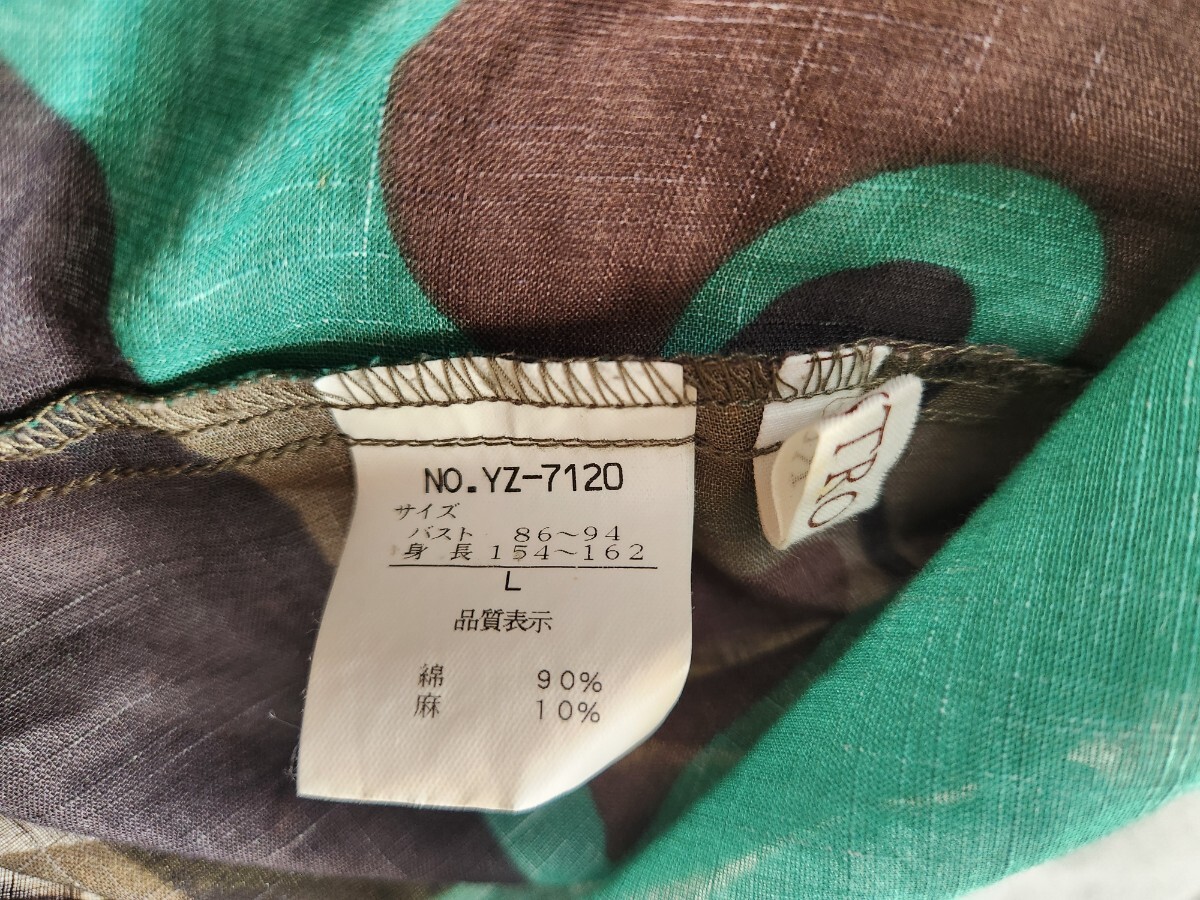 NO.YZ-7120
サイズ
バスト 86～94
身長 154～162
L
品質表示
綿 90%
麻 10%
TRO